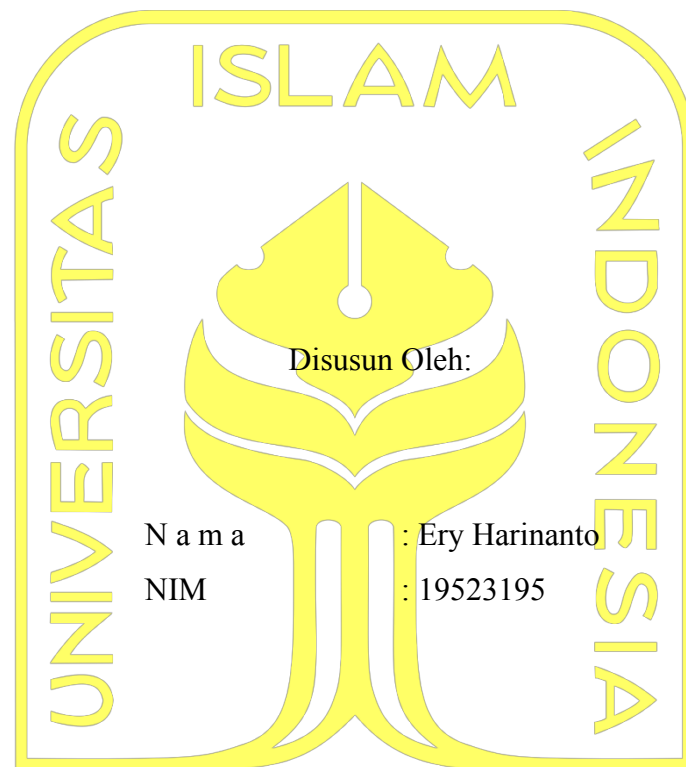 ISLAM
UNIVERSITAS
INDONESIA
Disusun Oleh:
N a m a : Ery Harinanto
NIM : 19523195